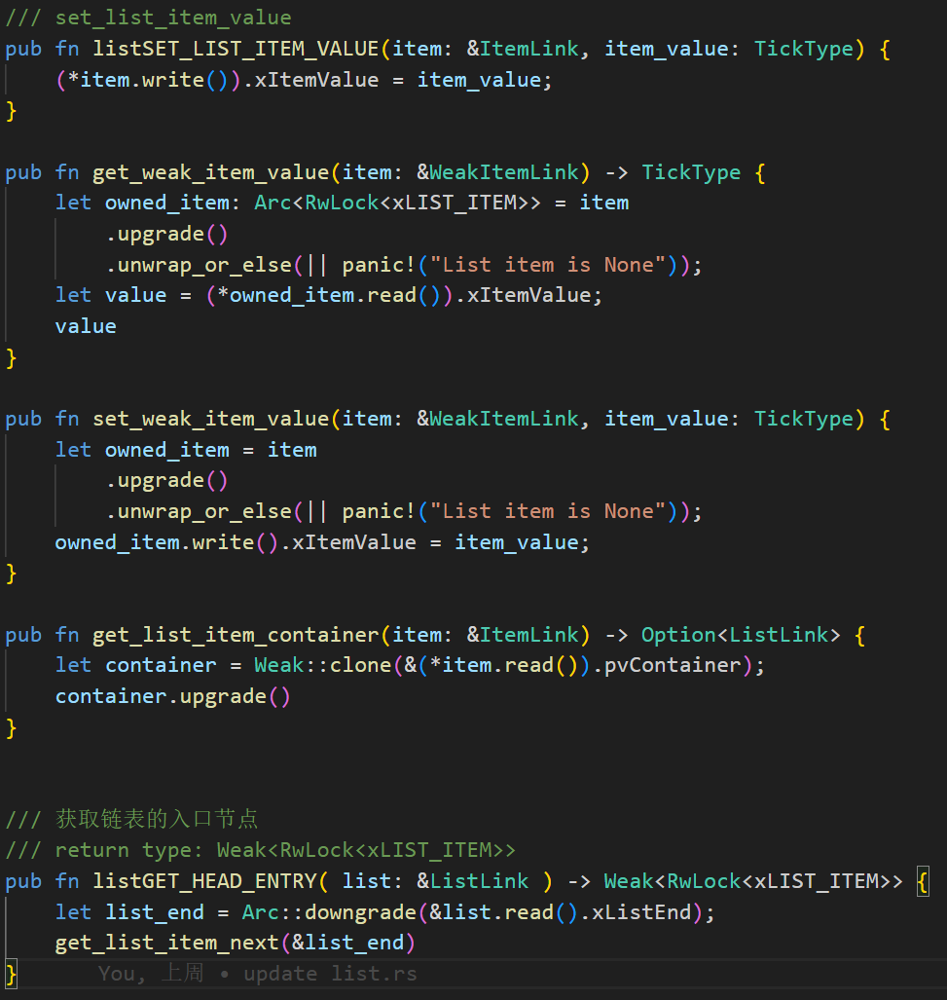 /// set_list_item_value
pub fn listSET_LIST_ITEM_VALUE(item: &ItemLink, item_value: TickType) {
    (*item.write()).xItemValue = item_value;
}
pub fn get_weak_item_value(item: &WeakItemLink) -> TickType {
    let owned_item: Arc<RwLock<xLIST_ITEM>> = item
        .upgrade()
        .unwrap_or_else(|| panic!("List item is None"));
    let value = (*owned_item.read()).xItemValue;
    value
}
pub fn set_weak_item_value(item: &WeakItemLink, item_value: TickType) {
    let owned_item = item
        .upgrade()
        .unwrap_or_else(|| panic!("List item is None"));
    owned_item.write().xItemValue = item_value;
}
pub fn get_list_item_container(item: &ItemLink) -> Option<ListLink> {
    let container = Weak::clone(&(*item.read()).pvContainer);
    container.upgrade()
}
/// 获取链表的入口节点
/// return type: Weak<RwLock<xLIST_ITEM>>
pub fn listGET_HEAD_ENTRY( list: &ListLink ) -> Weak<RwLock<xLIST_ITEM>> {
    let list_end = Arc::downgrade(&list.read().xListEnd);
    get_list_item_next(&list_end)
}       You, 上周 • update list.rs